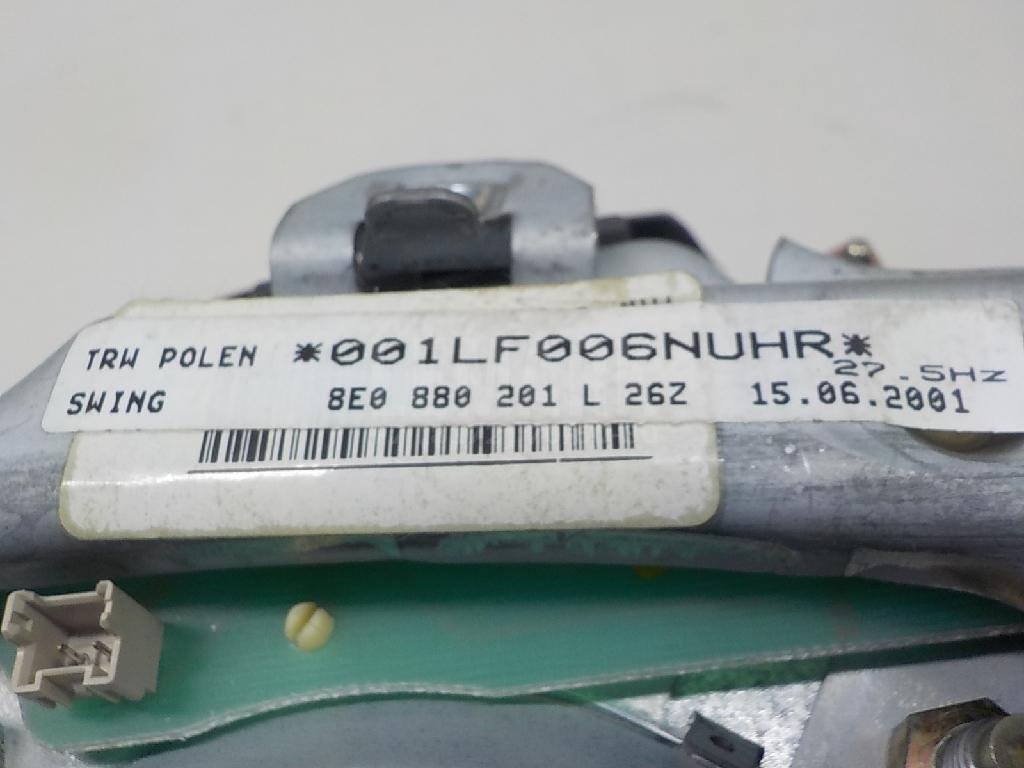 TRW POLEN *001LF006NUHR*
27.5Hz
SWING 8E0 880 201 L 26Z 15.06.2001